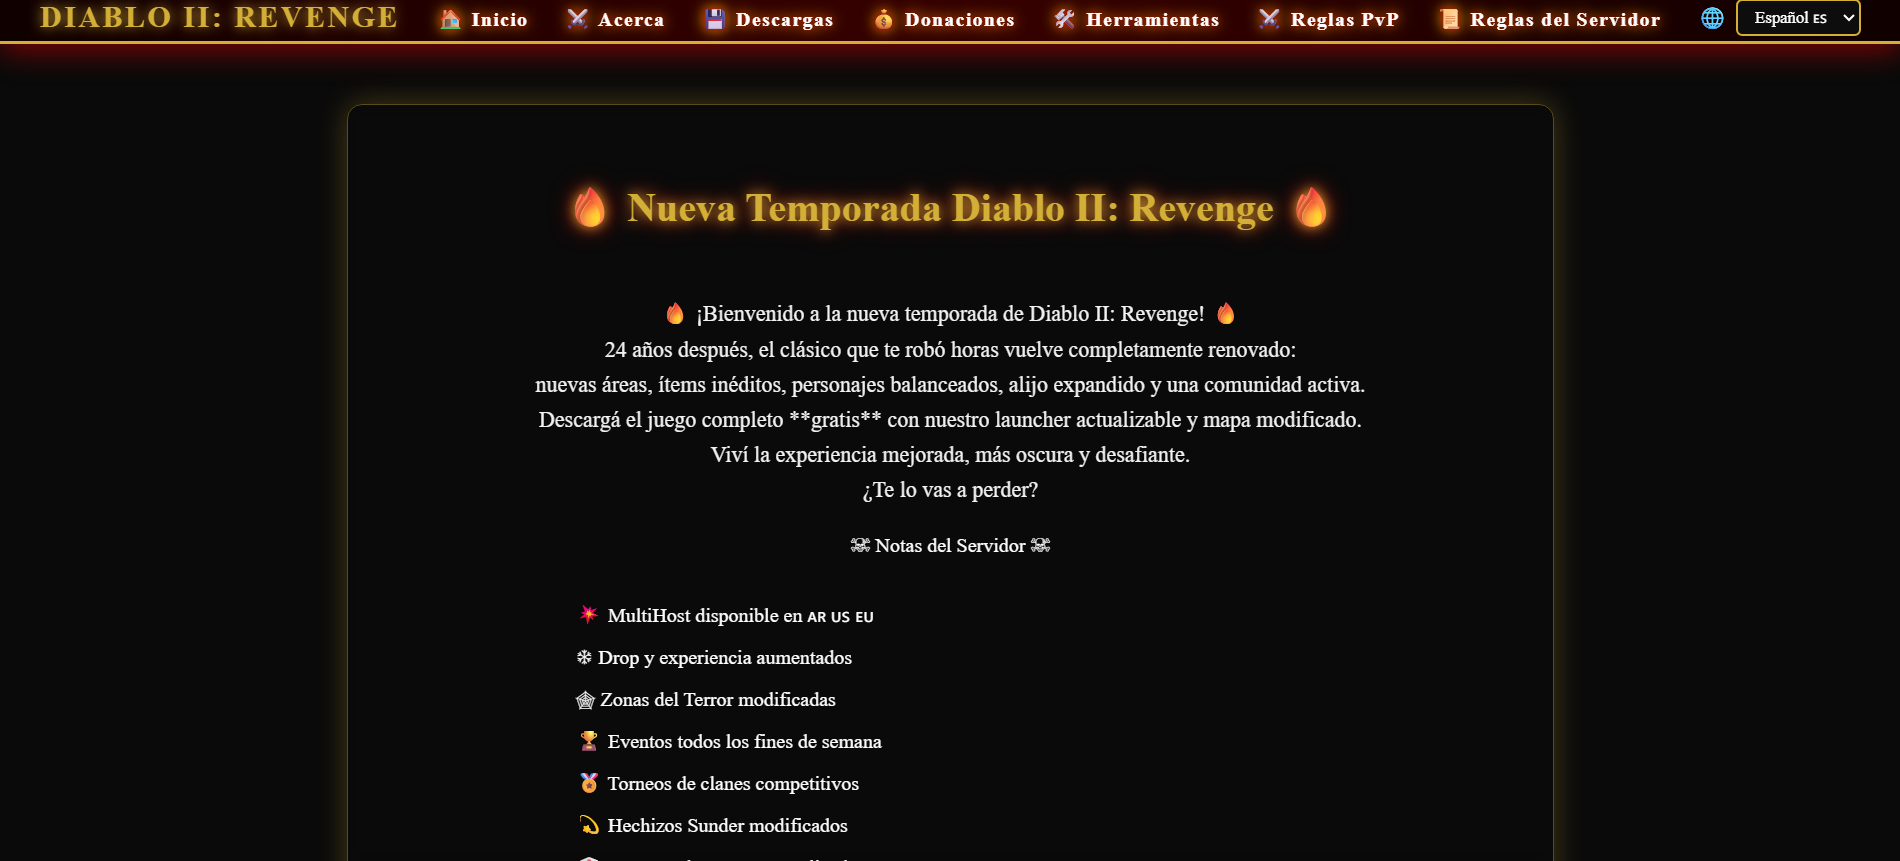 DIABLO II: REVENGE
🏠 Inicio
⚔️ Acerca
💾 Descargas
💰 Donaciones
🛠️ Herramientas
⚔️ Reglas PvP
📜 Reglas del Servidor
🌐 Español ES
🔥 Nueva Temporada Diablo II: Revenge 🔥
🔥 ¡Bienvenido a la nueva temporada de Diablo II: Revenge! 🔥
24 años después, el clásico que te robó horas vuelve completamente renovado:
nuevas áreas, ítems inéditos, personajes balanceados, alijo expandido y una comunidad activa.
Descargá el juego completo **gratis** con nuestro launcher actualizable y mapa modificado.
Viví la experiencia mejorada, más oscura y desafiante.
¿Te lo vas a perder?
☠ Notas del Servidor ☠
💥 MultiHost disponible en AR US EU
❄ Drop y experiencia aumentados
🕸 Zonas del Terror modificadas
🏆 Eventos todos los fines de semana
🏅 Torneos de clanes competitivos
💫 Hechizos Sunder modificados